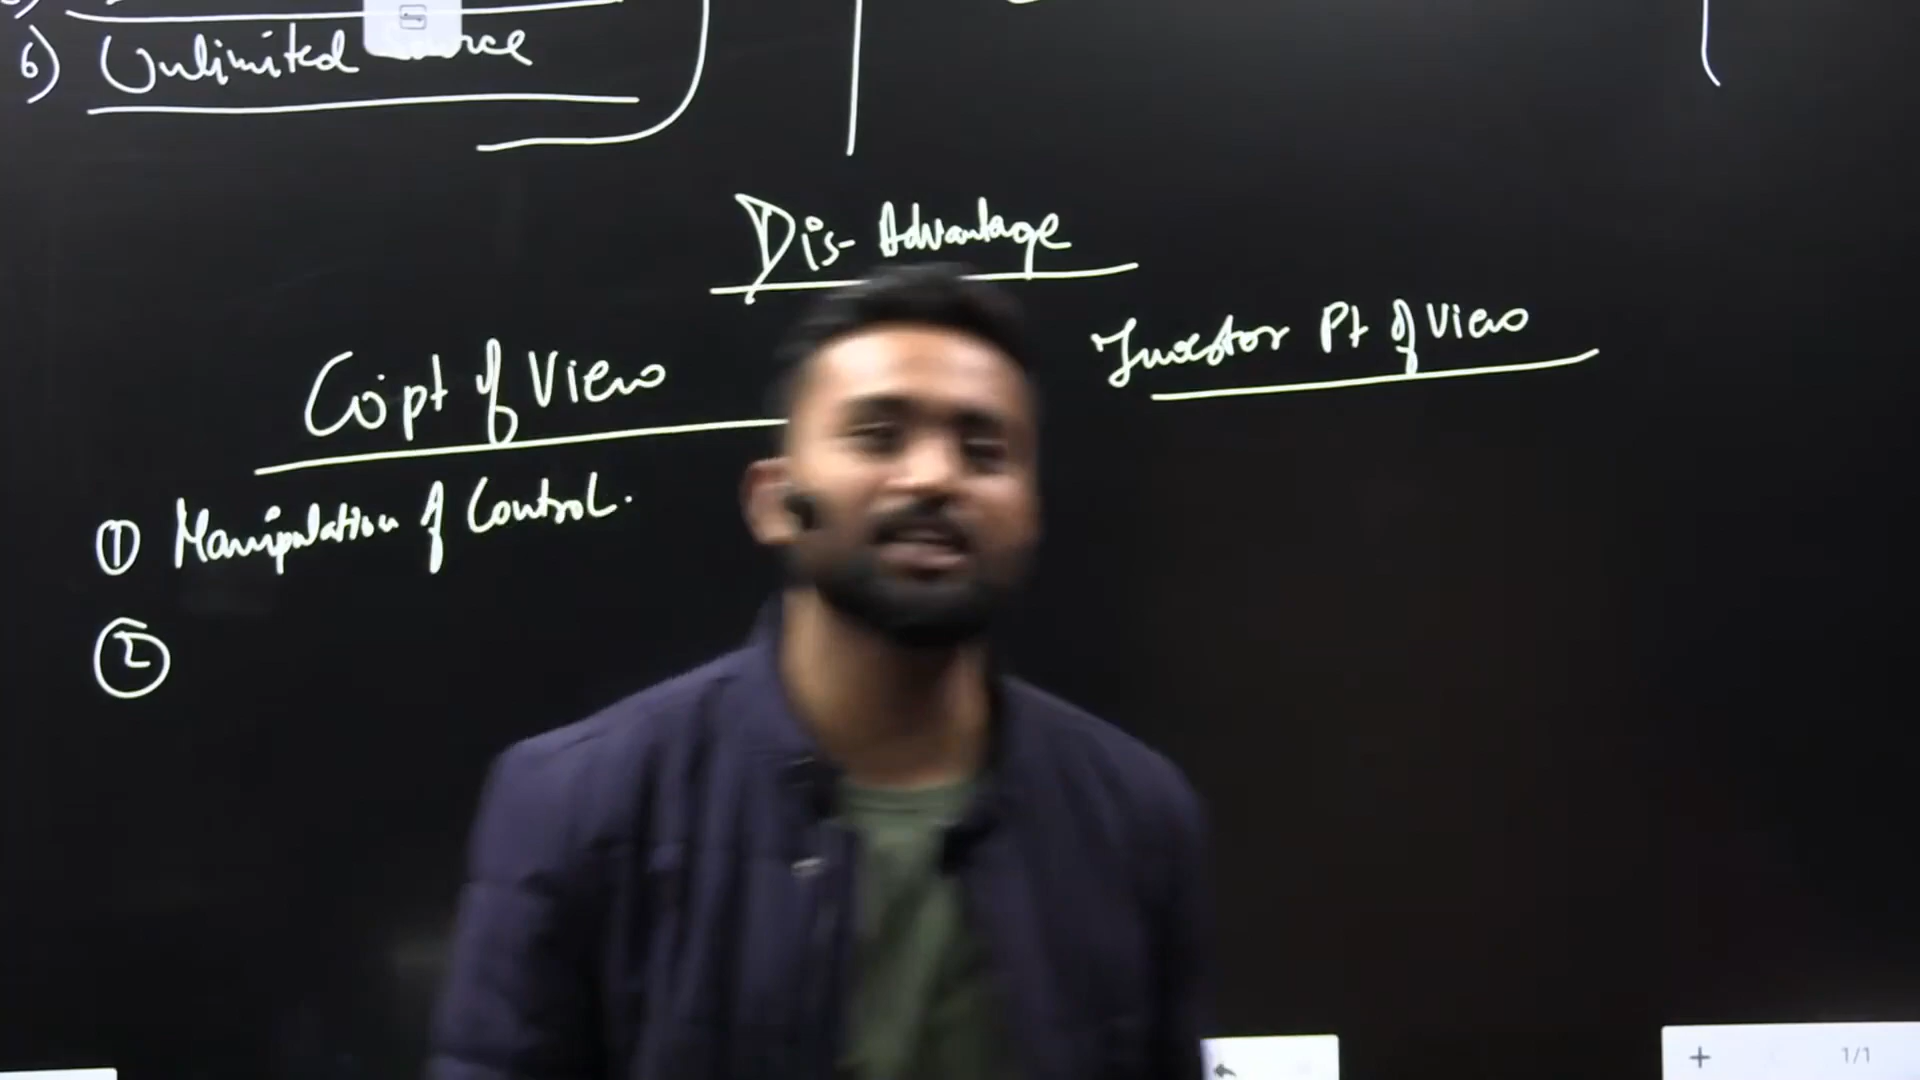 6) Unlimited
Dis-Advantage
Co. pt of View
Investor Pt of View
① Manipulation of Control.
②
+ 1/1